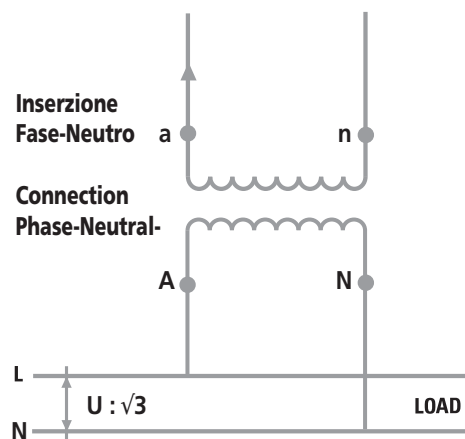 Inserzione
Fase-Neutro
a
n
Connection
Phase-Neutral-
A
N
L
U : √3
LOAD
N